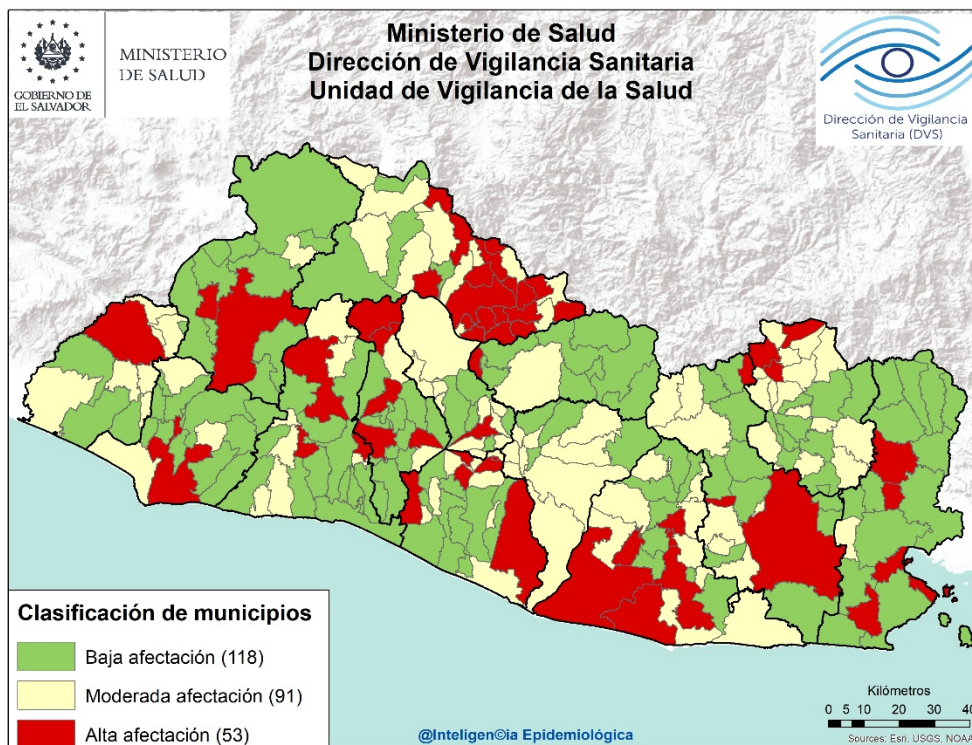 GOBIERNO DE
EL SALVADOR
MINISTERIO
DE SALUD
Ministerio de Salud
Dirección de Vigilancia Sanitaria
Unidad de Vigilancia de la Salud
Dirección de Vigilancia
Sanitaria (DVS)
Clasificación de municipios
Baja afectación (118)
Moderada afectación (91)
Alta afectación (53)
@Inteligen©ia Epidemiológica
Kilómetros
0 5 10 20 30 40
Sources: Esri, USGS, NOAA